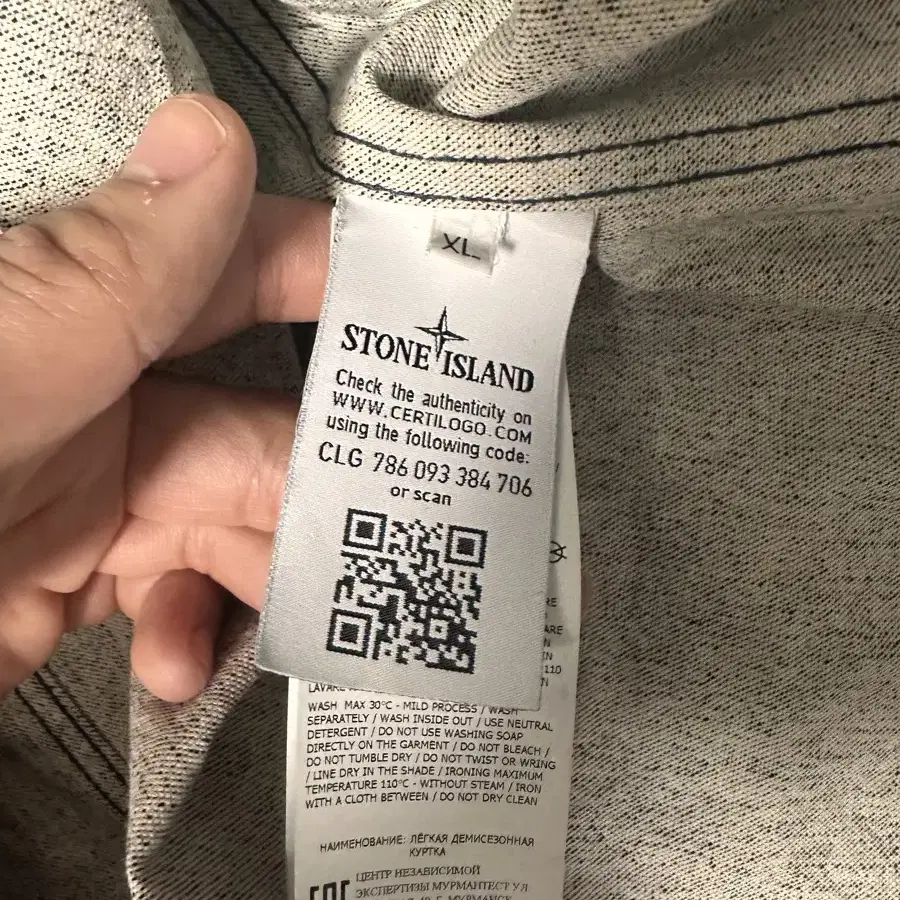 XL
STONE ISLAND
Check the authenticity on
WWW.CERTILOGO.COM
using the following code:
CLG 786 093 384 706
or scan
RE
ARE
N
IN
110
N
WASH MAX 30°C - MILD PROCESS / WASH
SEPARATELY / WASH INSIDE OUT / USE NEUTRAL
DETERGENT / DO NOT USE WASHING SOAP
DIRECTLY ON THE GARMENT / DO NOT BLEACH /
DO NOT TUMBLE DRY / DO NOT TWIST OR WRING
/ LINE DRY IN THE SHADE / IRONING MAXIMUM
TEMPERATURE 110°C - WITHOUT STEAM / IRON
WITH A CLOTH BETWEEN / DO NOT DRY CLEAN
НАИМЕНОВАНИЕ: ЛЁГКАЯ ДЕМИСЕЗОННАЯ
КУРТКА
ЦЕНТР НЕЗАВИСИМОЙ
ЭКСПЕРТИЗЫ МУРМАНТЕСТ УЛ